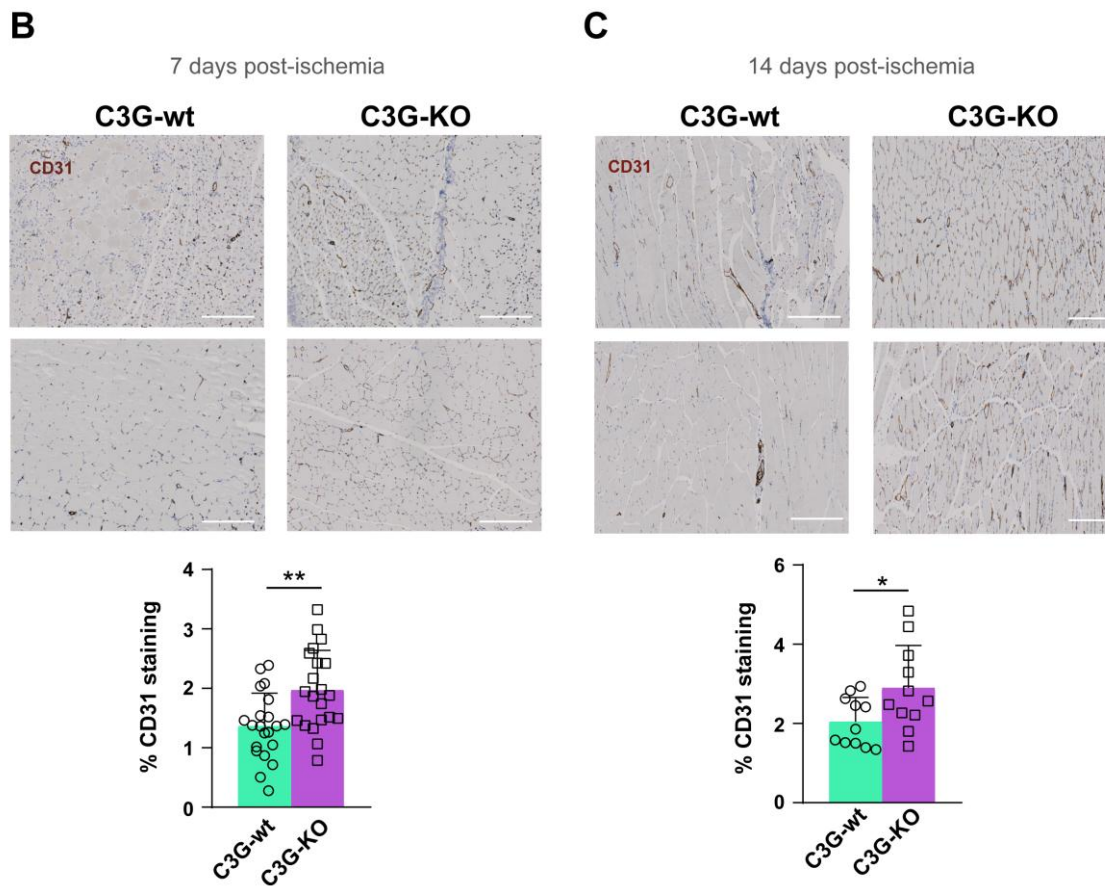 B
7 days post-ischemia
C3G-wt
C3G-KO
CD31
4
3
2
1
0
% CD31 staining
**
C3G-wt
C3G-KO
C
14 days post-ischemia
C3G-wt
C3G-KO
CD31
6
4
2
0
% CD31 staining
*
C3G-wt
C3G-KO